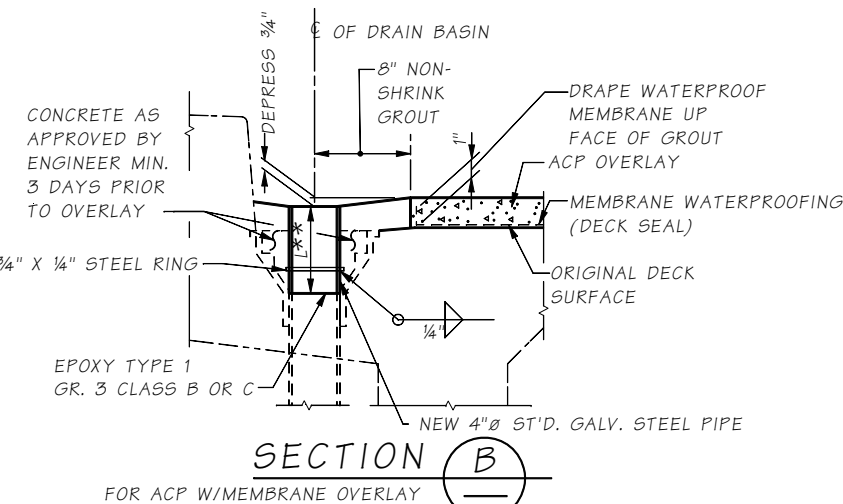 DEPRESS 3/4"
℄ OF DRAIN BASIN
8" NON-
SHRINK
GROUT
1"
DRAPE WATERPROOF
MEMBRANE UP
FACE OF GROUT
ACP OVERLAY
MEMBRANE WATERPROOFING
(DECK SEAL)
ORIGINAL DECK
SURFACE
CONCRETE AS
APPROVED BY
ENGINEER MIN.
3 DAYS PRIOR
TO OVERLAY
L**
3/4" X 1/4" STEEL RING
1/4"
EPOXY TYPE 1
GR. 3 CLASS B OR C
NEW 4"ø ST'D. GALV. STEEL PIPE
SECTION B
FOR ACP W/MEMBRANE OVERLAY